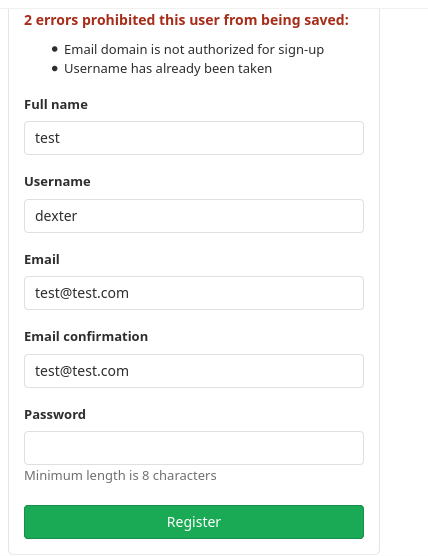 2 errors prohibited this user from being saved:
Email domain is not authorized for sign-up
Username has already been taken
Full name
test
Username
dexter
Email
test@test.com
Email confirmation
test@test.com
Password
Minimum length is 8 characters
Register